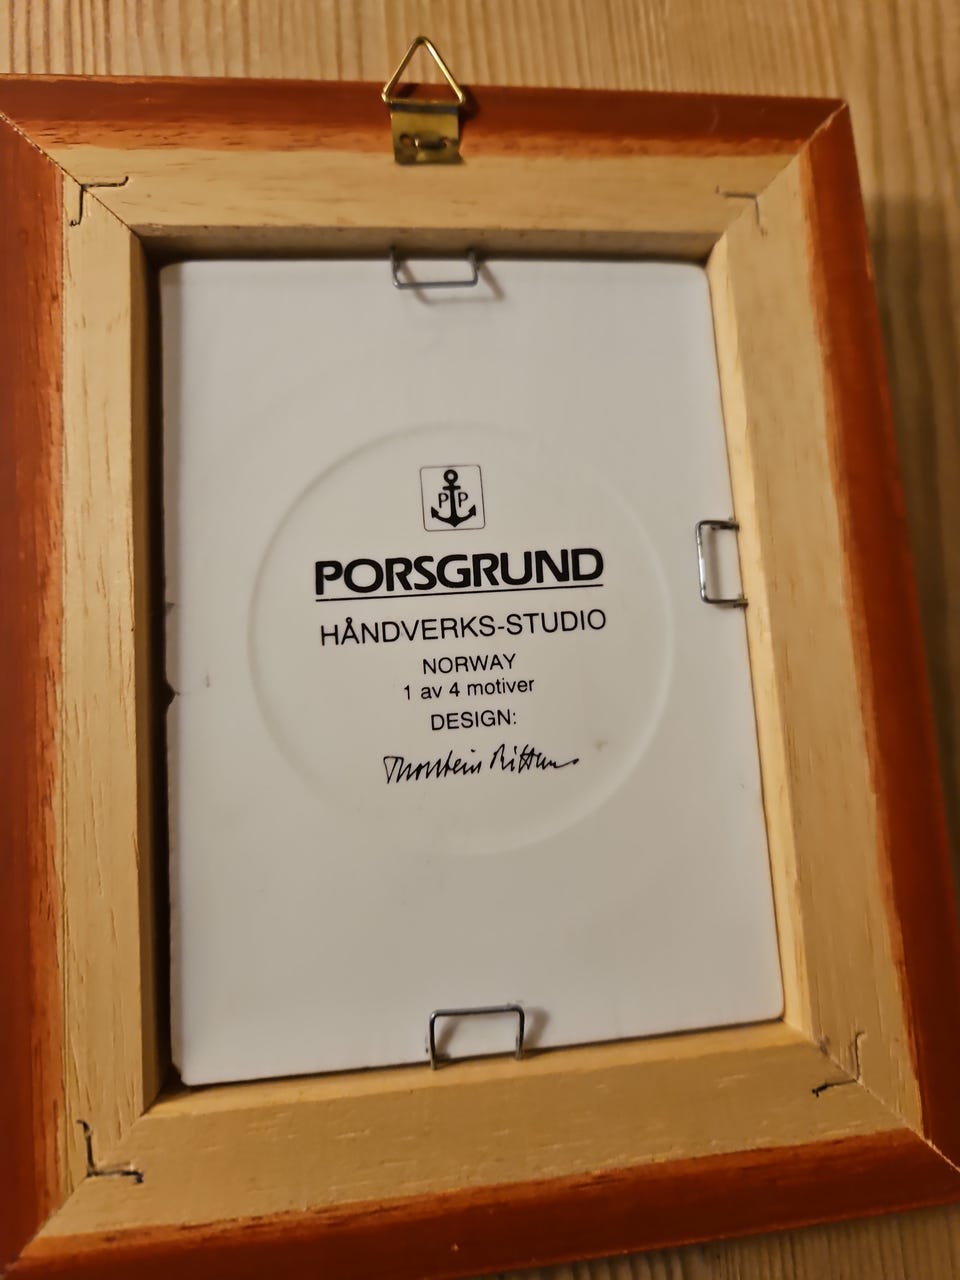 P P
PORSGRUND
HÅNDVERKS-STUDIO
NORWAY
1 av 4 motiver
DESIGN:
Thorstein Rittun